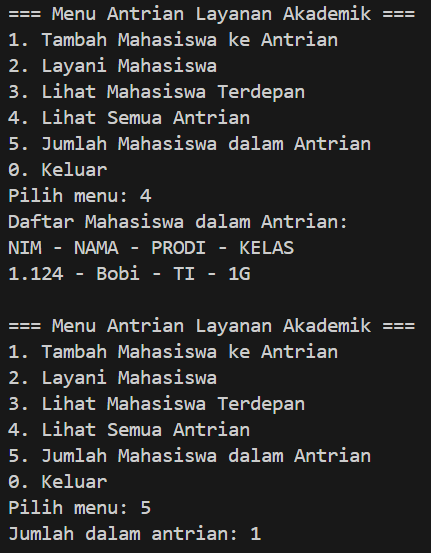 === Menu Antrian Layanan Akademik ===
1. Tambah Mahasiswa ke Antrian
2. Layani Mahasiswa
3. Lihat Mahasiswa Terdepan
4. Lihat Semua Antrian
5. Jumlah Mahasiswa dalam Antrian
0. Keluar
Pilih menu: 4
Daftar Mahasiswa dalam Antrian:
NIM - NAMA - PRODI - KELAS
1.124 - Bobi - TI - 1G

=== Menu Antrian Layanan Akademik ===
1. Tambah Mahasiswa ke Antrian
2. Layani Mahasiswa
3. Lihat Mahasiswa Terdepan
4. Lihat Semua Antrian
5. Jumlah Mahasiswa dalam Antrian
0. Keluar
Pilih menu: 5
Jumlah dalam antrian: 1